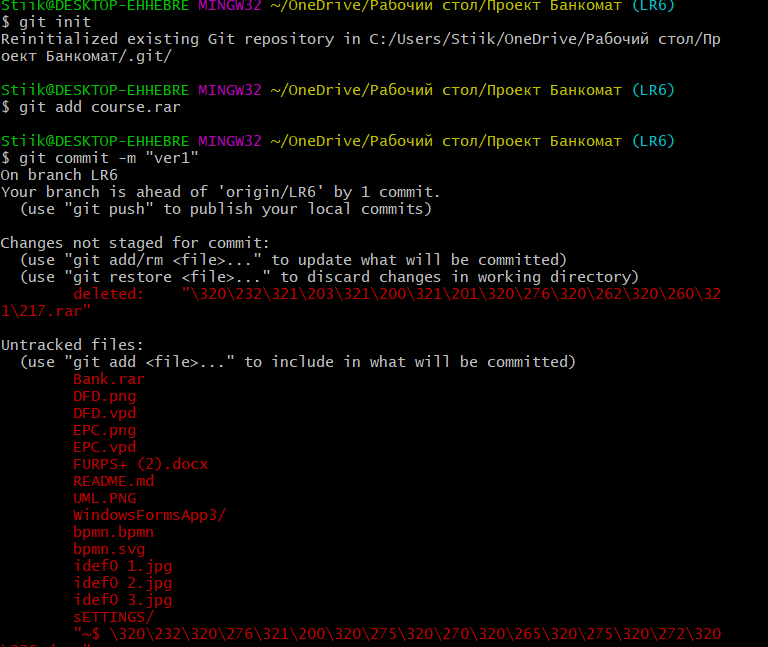 Stiik@DESKTOP-EHHEBRE MINGW32 ~/OneDrive/Рабочий стол/Проект Банкомат (LR6)
$ git init
Reinitialized existing Git repository in C:/Users/Stiik/OneDrive/Рабочий стол/Пр
оект Банкомат/.git/
Stiik@DESKTOP-EHHEBRE MINGW32 ~/OneDrive/Рабочий стол/Проект Банкомат (LR6)
$ git add course.rar
Stiik@DESKTOP-EHHEBRE MINGW32 ~/OneDrive/Рабочий стол/Проект Банкомат (LR6)
$ git commit -m "ver1"
On branch LR6
Your branch is ahead of 'origin/LR6' by 1 commit.
(use "git push" to publish your local commits)
Changes not staged for commit:
(use "git add/rm <file>..." to update what will be committed)
(use "git restore <file>..." to discard changes in working directory)
deleted: "\320\232\321\203\321\200\321\201\320\276\320\262\320\260\32
1\217.rar"
Untracked files:
(use "git add <file>..." to include in what will be committed)
Bank.rar
DFD.png
DFD.vpd
EPC.png
EPC.vpd
FURPS+ (2).docx
README.md
UML.PNG
WindowsFormsApp3/
bpmn.bpmn
bpmn.svg
idef0 1.jpg
idef0 2.jpg
idef0 3.jpg
sETTINGS/
"~$ \320\232\320\276\321\200\320\275\320\270\320\265\320\275\320\272\320